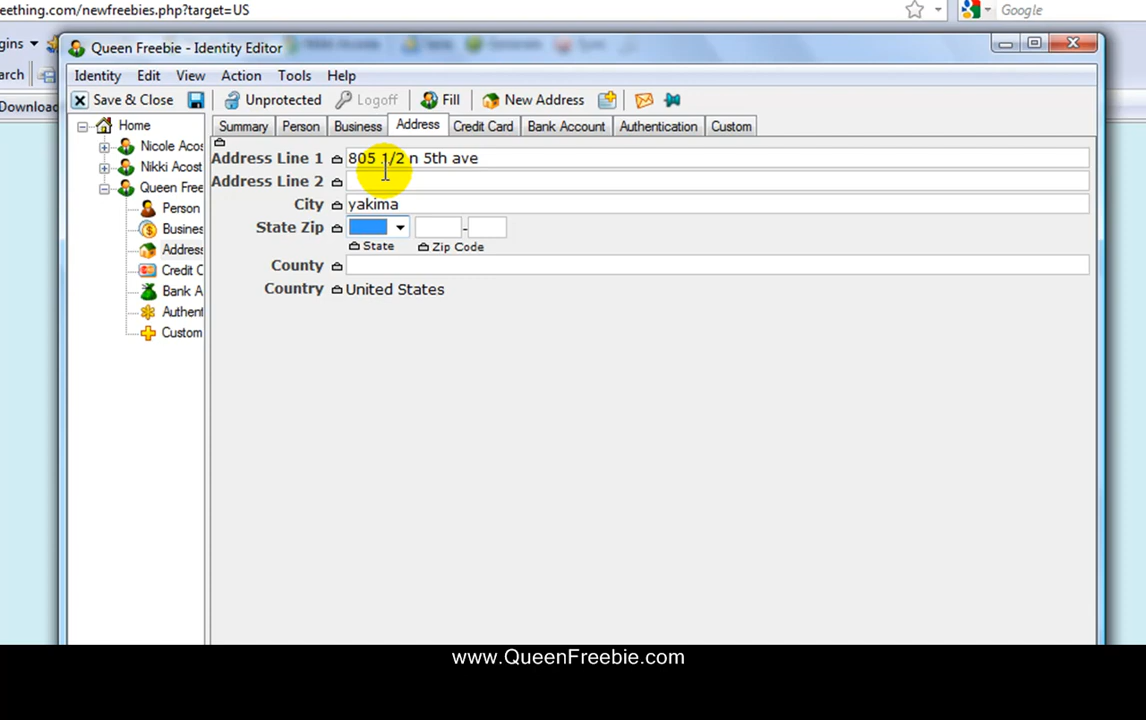 eething.com/newfreebies.php?target=US
Google
gins
Queen Freebie - Identity Editor
arch
Identity Edit View Action Tools Help
Download
Save & Close Unprotected Logoff Fill New Address
Home
Summary Person Business Address Credit Card Bank Account Authentication Custom
Nicole Acos
Nikki Acost
Queen Free
Person
Busines
Address
Credit C
Bank A
Authent
Custom
Address Line 1 805 1/2 n 5th ave
Address Line 2
City yakima
State Zip -
State Zip Code
County
Country United States
www.QueenFreebie.com